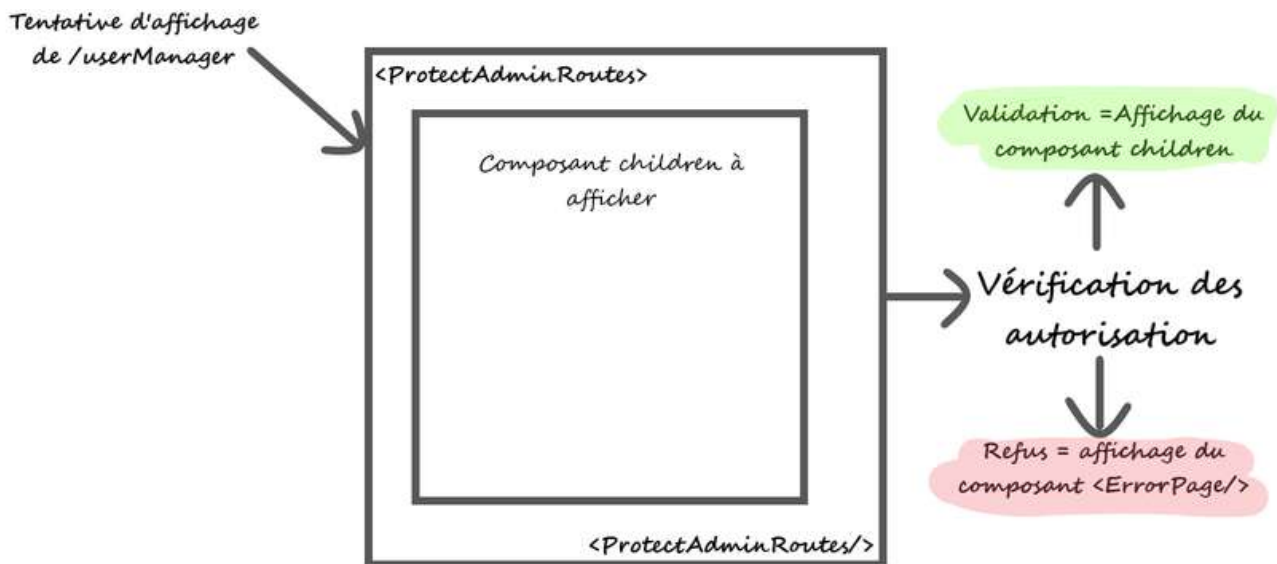 Tentative d'affichage
de /userManager
<ProtectAdminRoutes>
Composant children à
afficher
<ProtectAdminRoutes/>
Validation =Affichage du
composant children
Vérification des
autorisation
Refus = affichage du
composant <ErrorPage/>